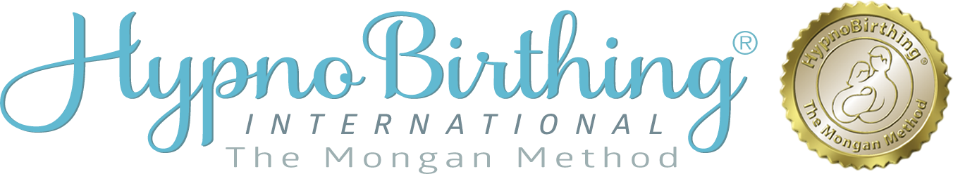 HypnoBirthing®
INTERNATIONAL
The Mongan Method
HypnoBirthing®
The Mongan Method